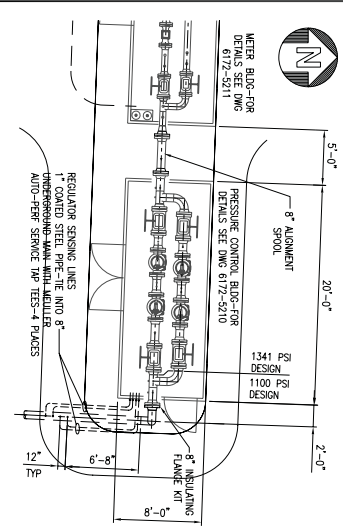 N
METER BLDG-FOR
DETAILS SEE DWG
6172-5211
5'-0"
20'-0"
8" ALIGNMENT
SPOOL
PRESSURE CONTROL BLDG-FOR
DETAILS SEE DWG 6172-5210
1341 PSI
DESIGN
1100 PSI
DESIGN
2'-0"
8" INSULATING
FLANGE KIT
REGULATOR SENSING LINES
1" COATED STEEL PIPE-TIE INTO 8"
UNDERGROUND MAIN WITH MEULLER
AUTO-PERF SERVICE TAP TEES-4 PLACES
12"
TYP
6'-8"
8'-0"